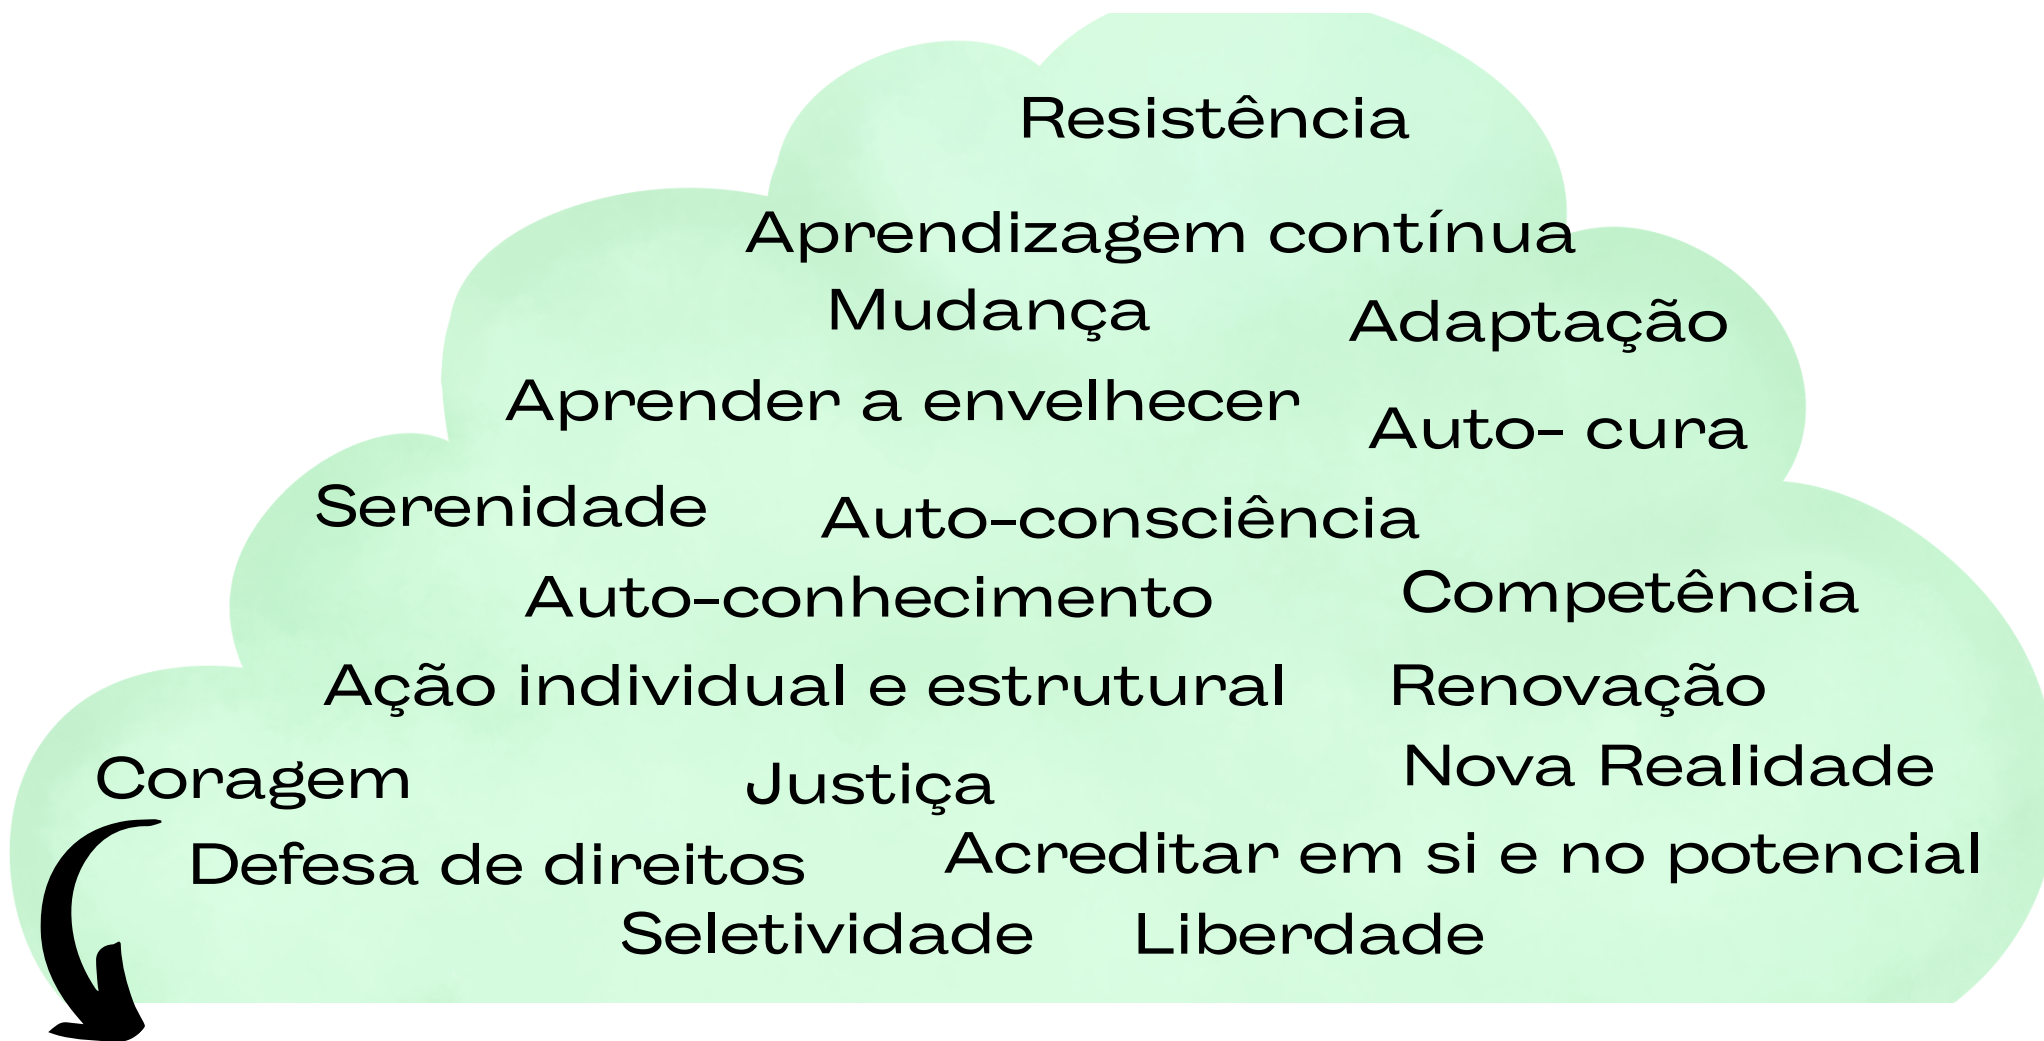 Resistência
Aprendizagem contínua
Mudança
Adaptação
Aprender a envelhecer
Auto- cura
Serenidade
Auto-consciência
Auto-conhecimento
Competência
Ação individual e estrutural
Renovação
Coragem
Justiça
Nova Realidade
Defesa de direitos
Acreditar em si e no potencial
Seletividade
Liberdade